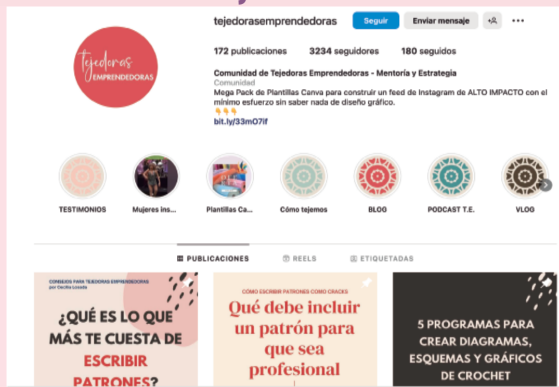 tejedorasemprendedoras
Seguir
Enviar mensaje
172 publicaciones 3234 seguidores 180 seguidos
Comunidad de Tejedoras Emprendedoras - Mentoría y Estrategia
Comunidad
Mega Pack de Plantillas Canva para construir un feed de Instagram de ALTO IMPACTO con el
mínimo esfuerzo sin saber nada de diseño gráfico.
bit.ly/33mO7if
Tejedoras
EMPRENDEDORAS
TESTIMONIOS
Mujeres ins...
Plantillas Ca...
Cómo tejemos
BLOG
PODCAST T.E.
VLOG
PUBLICACIONES
REELS
ETIQUETADAS
CONSEJOS PARA TEJEDORAS EMPRENDEDORAS
por Cecilia Losada
¿QUÉ ES LO QUE
MÁS TE CUESTA DE
ESCRIBIR
PATRONES?
CÓMO ESCRIBIR PATRONES COMO CRACKS
Qué debe incluir
un patrón para
que sea
profesional
5 PROGRAMAS PARA
CREAR DIAGRAMAS,
ESQUEMAS Y GRÁFICOS
DE CROCHET